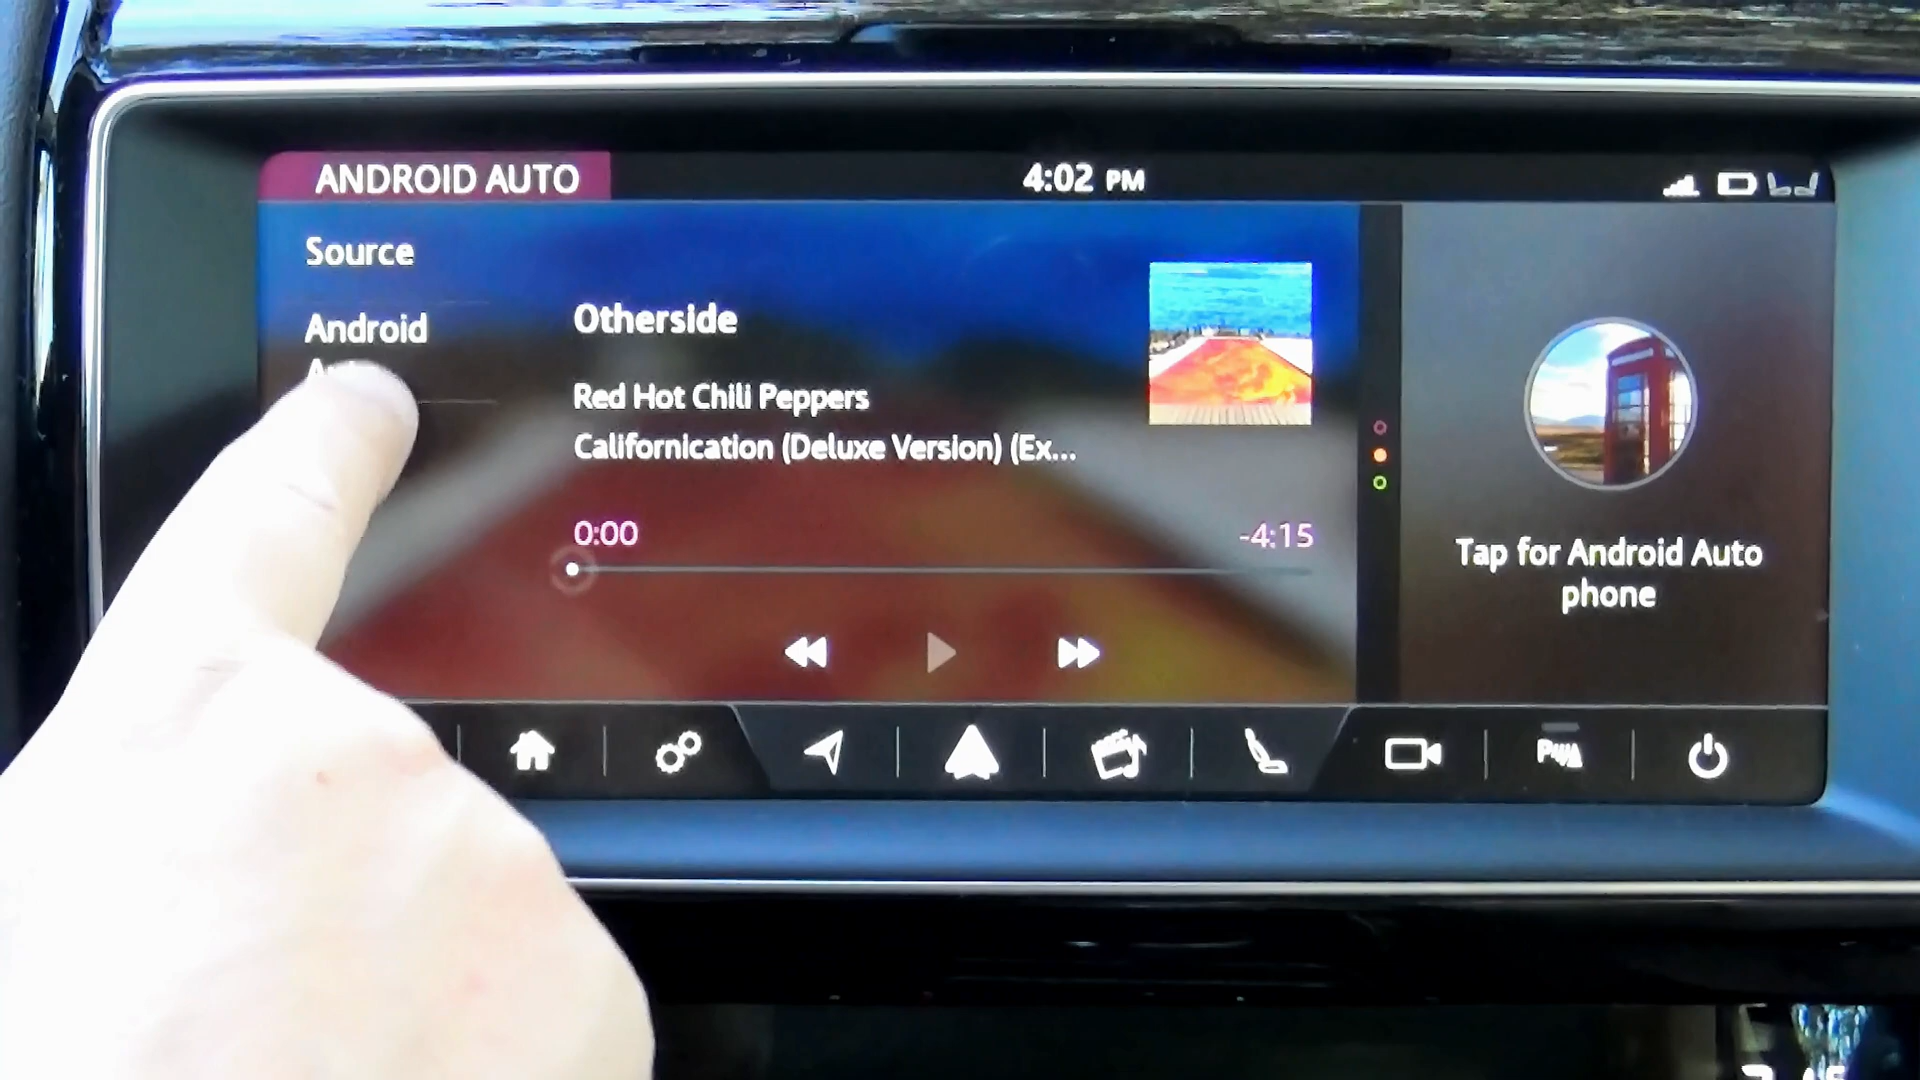 ANDROID AUTO
4:02 PM
Source
Android
Otherside
Red Hot Chili Peppers
Californication (Deluxe Version) (Ex...
0:00
-4:15
Tap for Android Auto
phone